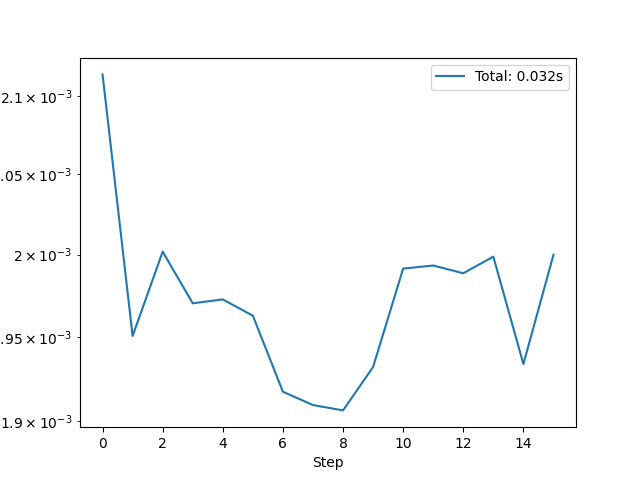 Total: 0.032s
2.1 × 10⁻³
.05 × 10⁻³
2 × 10⁻³
.95 × 10⁻³
1.9 × 10⁻³
0 2 4 6 8 10 12 14
Step